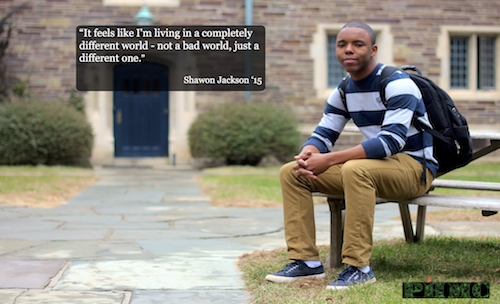 “It feels like I'm living in a completely
different world - not a bad world, just a
different one.”
Shawon Jackson ‘15